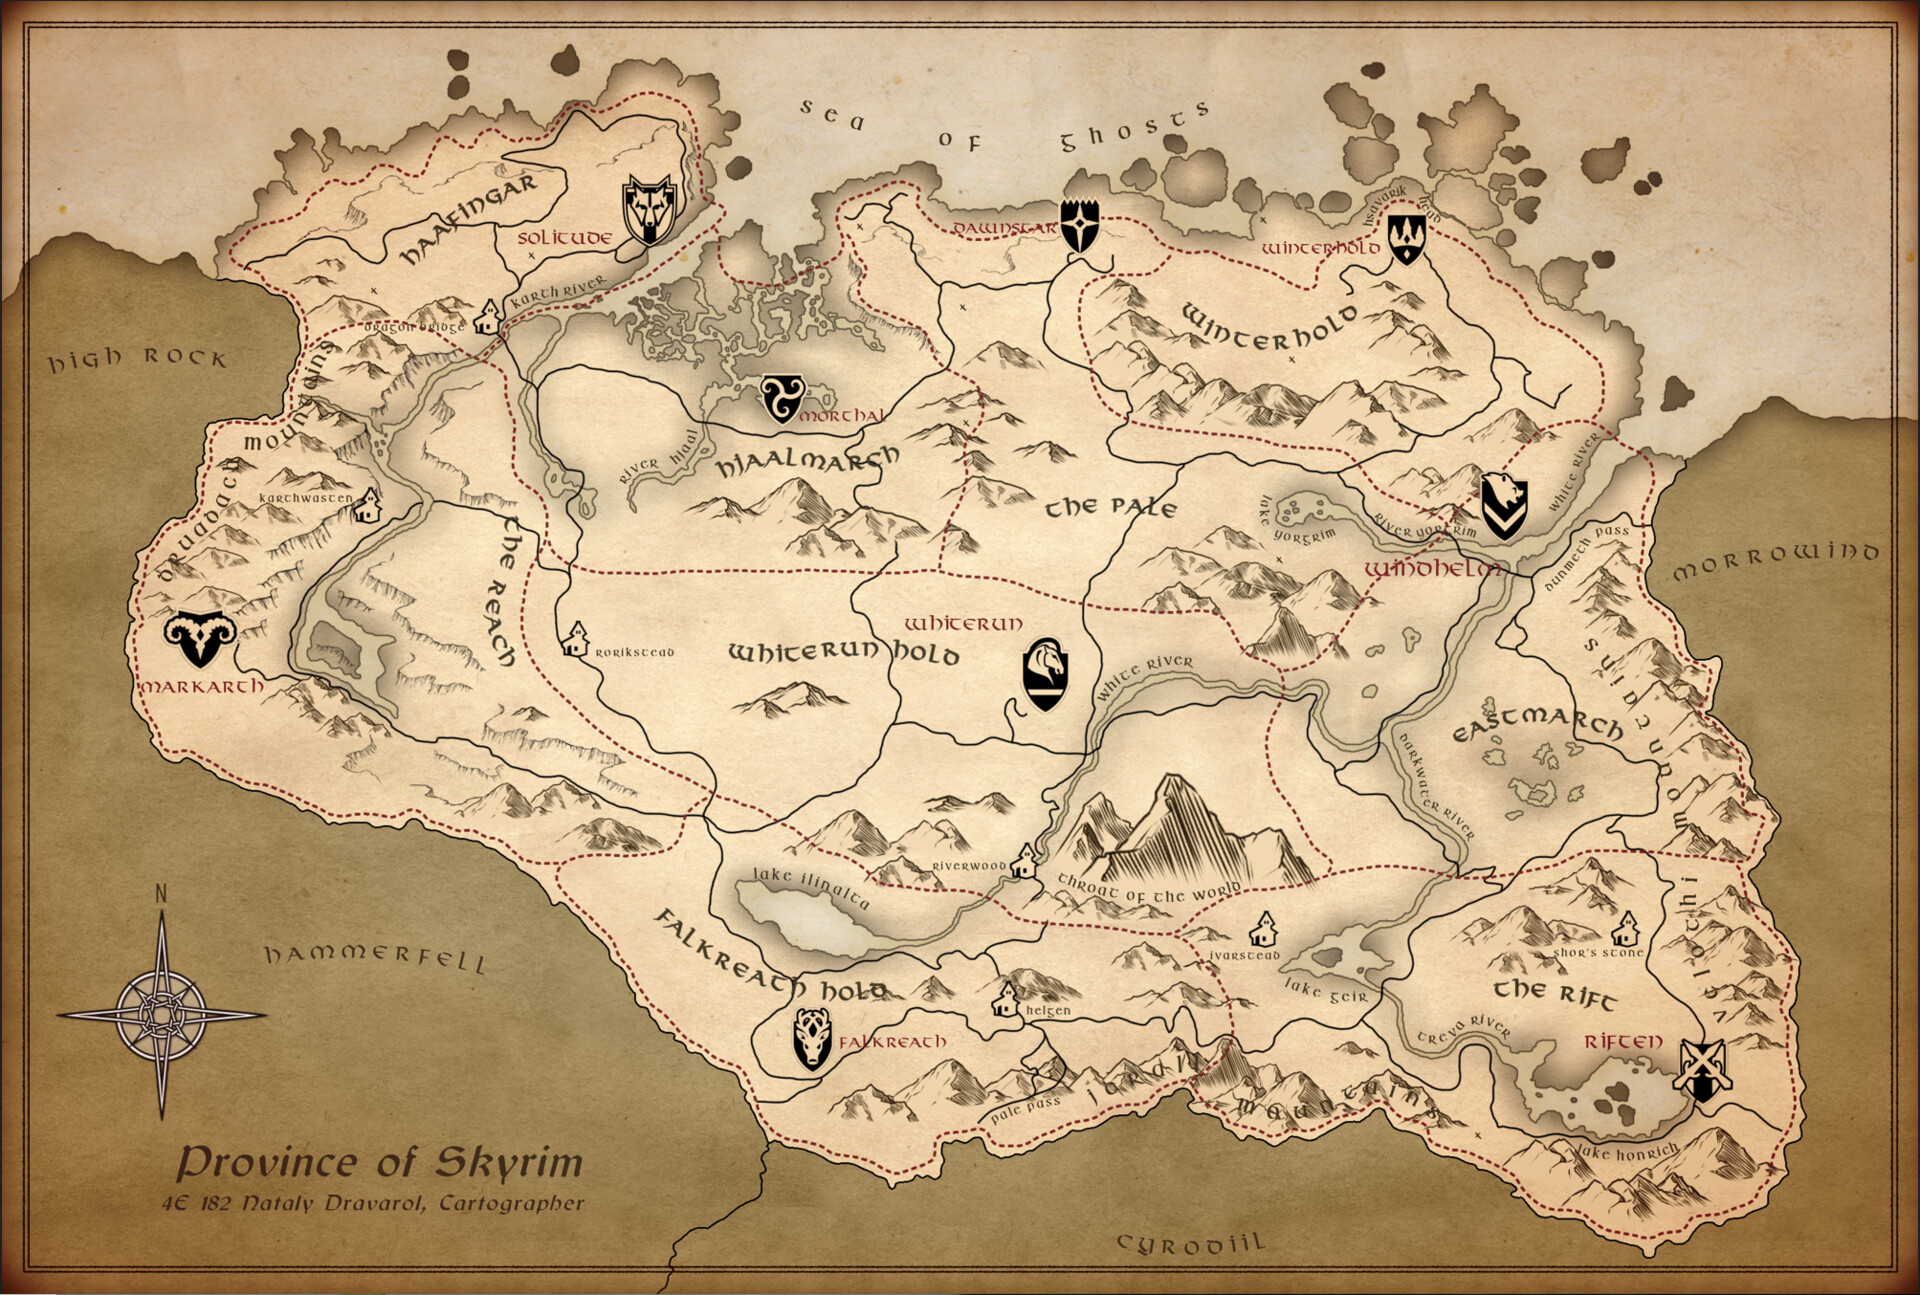 sea of ghosts
haafingar
solitude
dawnstar
hsavarik head
winterhold
karth river
dragon bridge
winterhold
high rock
druadach mountains
morthal
river hjaal
hjaalmarch
karthwasten
the reach
the pale
lake yorgrim
river yorgrim
white river
windhelm
dunmeth pass
morrowind
whiterun
whiterun hold
rorikstead
markarth
white river
eastmarch
darkwater river
velothi mountains
riverwood
throat of the world
lake ilinalta
hammerfell
N
falkreath hold
ivarstead
shor's stone
lake geir
the rift
helgen
falkreath
treva river
riften
pale pass
jerall mountains
lake honrich
Province of Skyrim
4E 182 Nataly Dravarol, Cartographer
cyrodiil